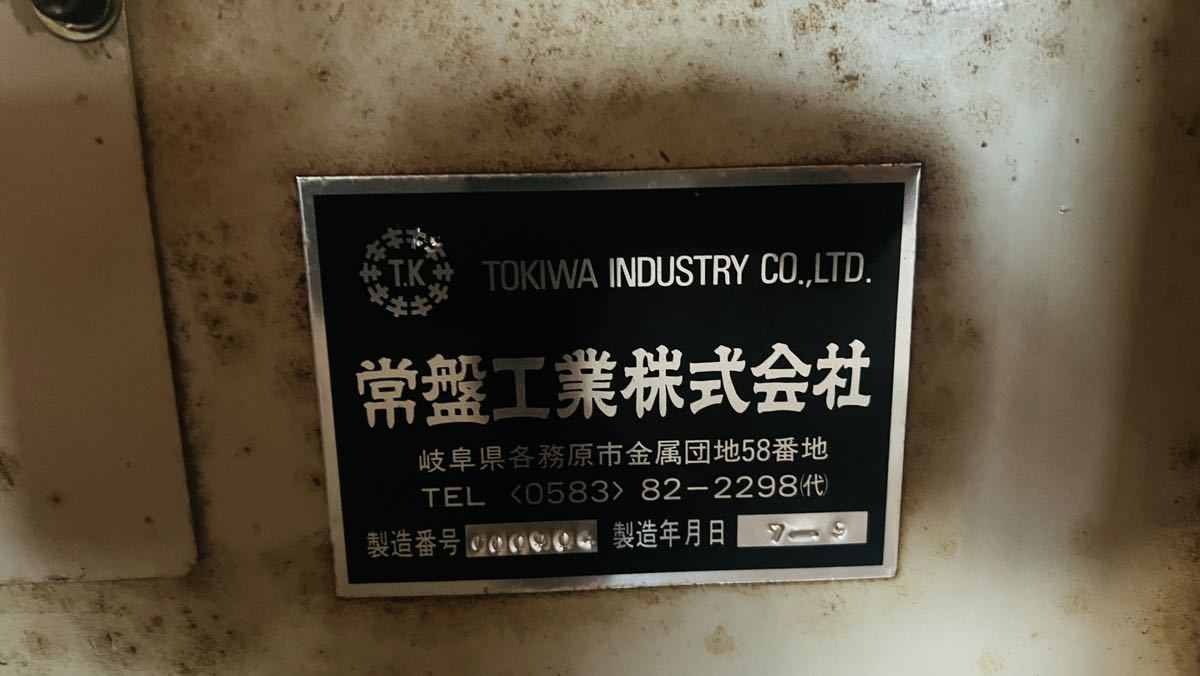 T.K
TOKIWA INDUSTRY CO.,LTD.
常盤工業株式会社
岐阜県各務原市金属団地58番地
TEL 〈0583〉 82-2298㈹
製造番号 製造年月日